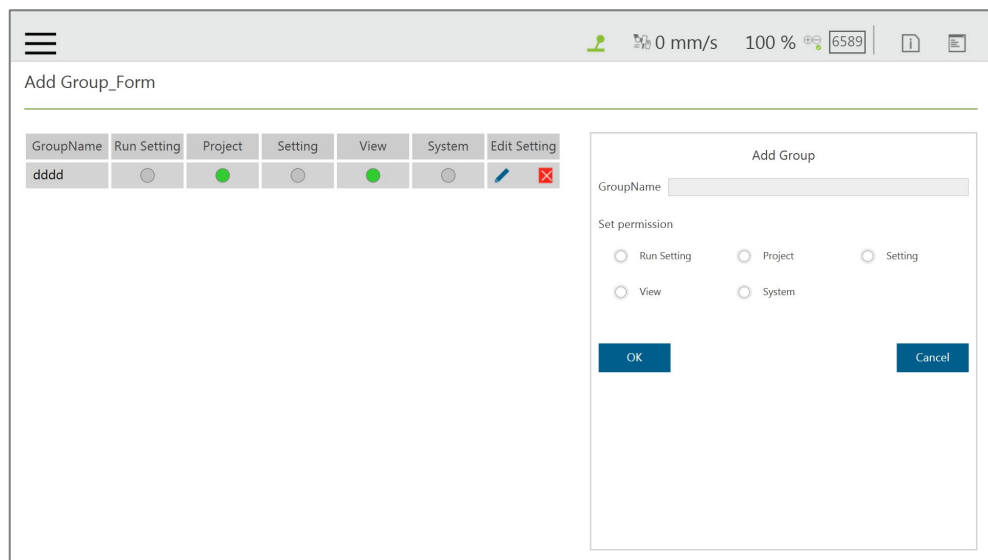 0 mm/s 100 % 6589
Add Group_Form
GroupName Run Setting Project Setting View System Edit Setting
dddd
Add Group
GroupName
Set permission
Run Setting Project Setting
View System
OK Cancel